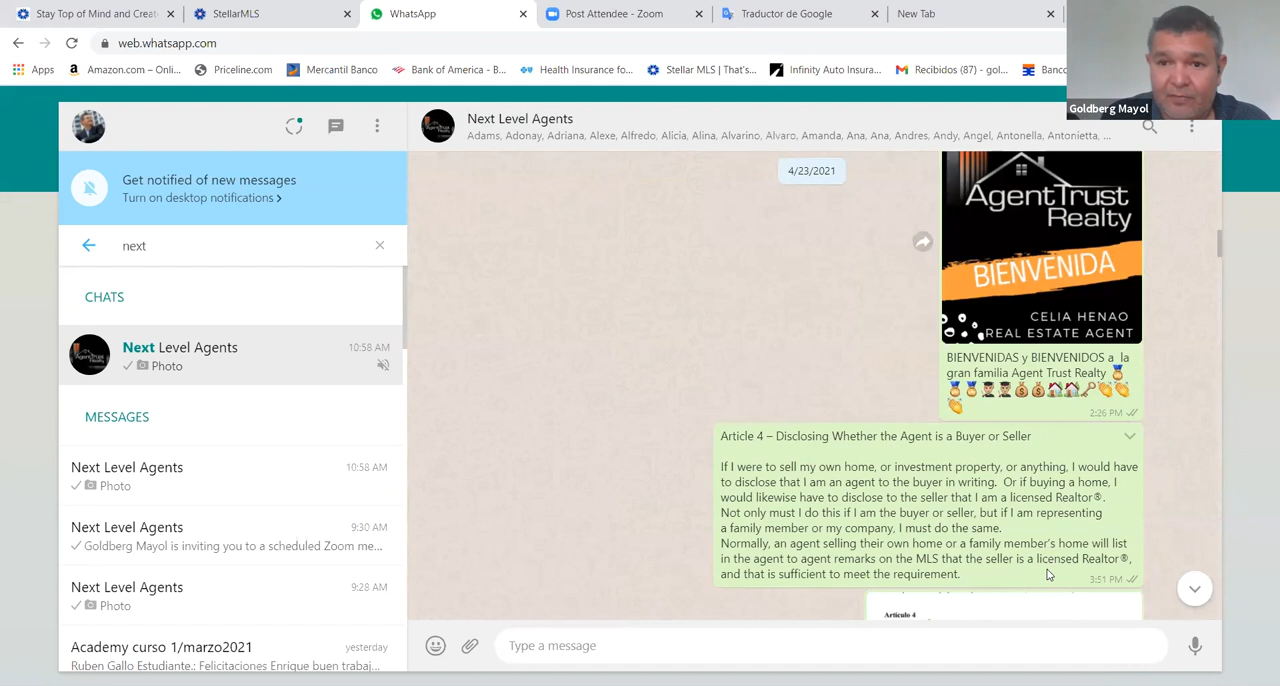 Stay Top of Mind and Creat
StellarMLS
WhatsApp
Post Attendee - Zoom
Traductor de Google
New Tab
web.whatsapp.com
Apps
Amazon.com – Onli...
Priceline.com
Mercantil Banco
Bank of America - B...
Health Insurance fo...
Stellar MLS | That's...
Infinity Auto Insura...
Recibidos (87) - gol...
Banco
Goldberg Mayol
Next Level Agents
Adams, Adonay, Adriana, Alexe, Alfredo, Alicia, Alina, Alvarino, Alvaro, Amanda, Ana, Ana, Andres, Andy, Angel, Antonella, Antonietta, ...
Get notified of new messages
Turn on desktop notifications
next
CHATS
Next Level Agents
10:58 AM
Photo
MESSAGES
Next Level Agents
10:58 AM
Photo
Next Level Agents
9:30 AM
Goldberg Mayol is inviting you to a scheduled Zoom me...
Next Level Agents
9:28 AM
Photo
Academy curso 1/marzo2021
yesterday
Ruben Gallo Estudiante.: Felicitaciones Enrique buen trabaj...
4/23/2021
AgentTrust
Realty
BIENVENIDA
CELIA HENAO
REAL ESTATE AGENT
BIENVENIDAS y BIENVENIDOS a la
gran familia Agent Trust Realty 🏅
🏅🏅👨‍🎓👨‍🎓💰💰🏡🏡🔑👏👏
👏
2:26 PM
Article 4 – Disclosing Whether the Agent is a Buyer or Seller
If I were to sell my own home, or investment property, or anything, I would have
to disclose that I am an agent to the buyer in writing. Or if buying a home, I
would likewise have to disclose to the seller that I am a licensed Realtor®.
Not only must I do this if I am the buyer or seller, but if I am representing
a family member or my company, I must do the same.
Normally, an agent selling their own home or a family member's home will list
in the agent to agent remarks on the MLS that the seller is a licensed Realtor®,
and that is sufficient to meet the requirement.
3:51 PM
Articule 4
Type a message